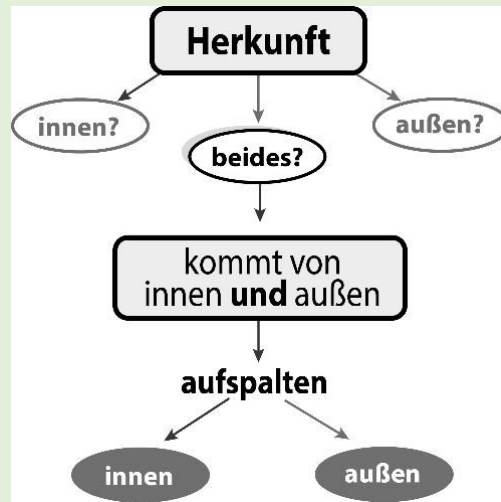 Herkunft
innen?
außen?
beides?
kommt von
innen und außen
aufspalten
innen
außen